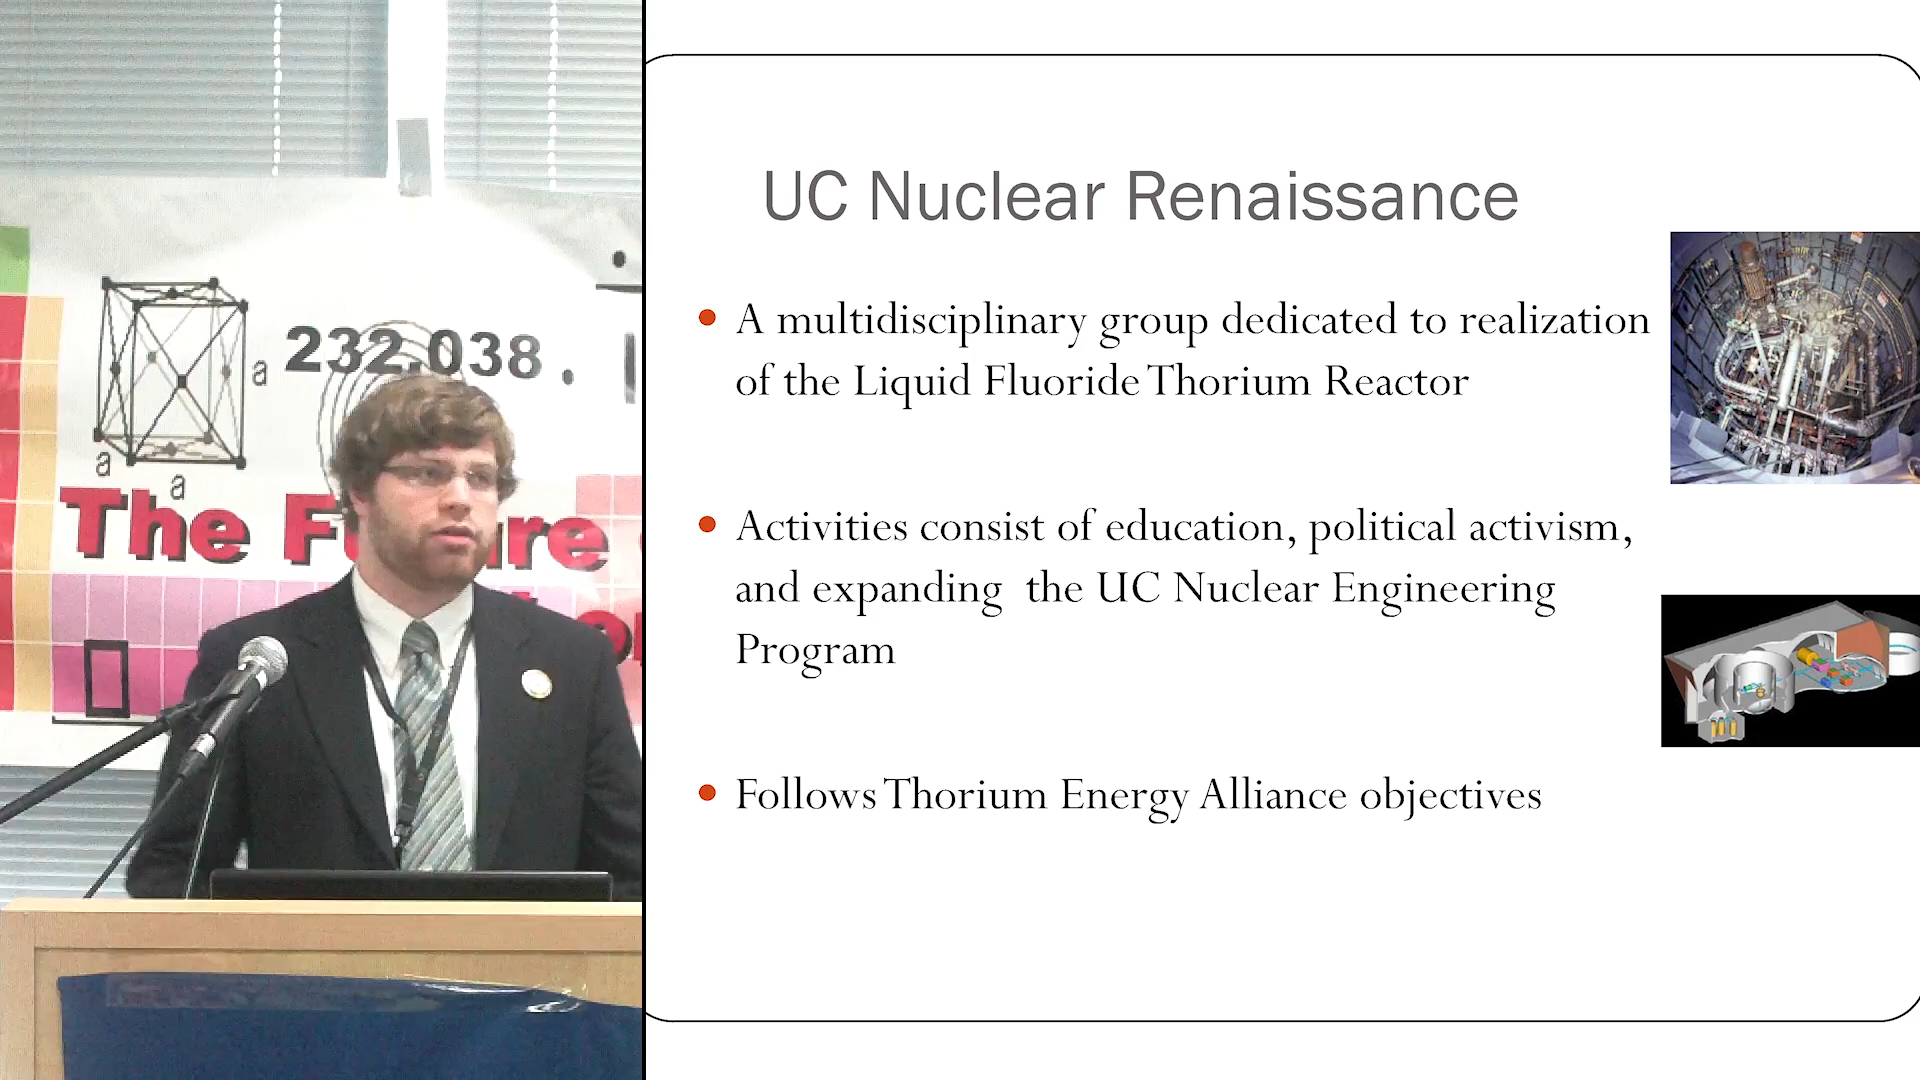 a
232.038.
a
a
The Future
UC Nuclear Renaissance
• A multidisciplinary group dedicated to realization
of the Liquid Fluoride Thorium Reactor
• Activities consist of education, political activism,
and expanding the UC Nuclear Engineering
Program
• Follows Thorium Energy Alliance objectives